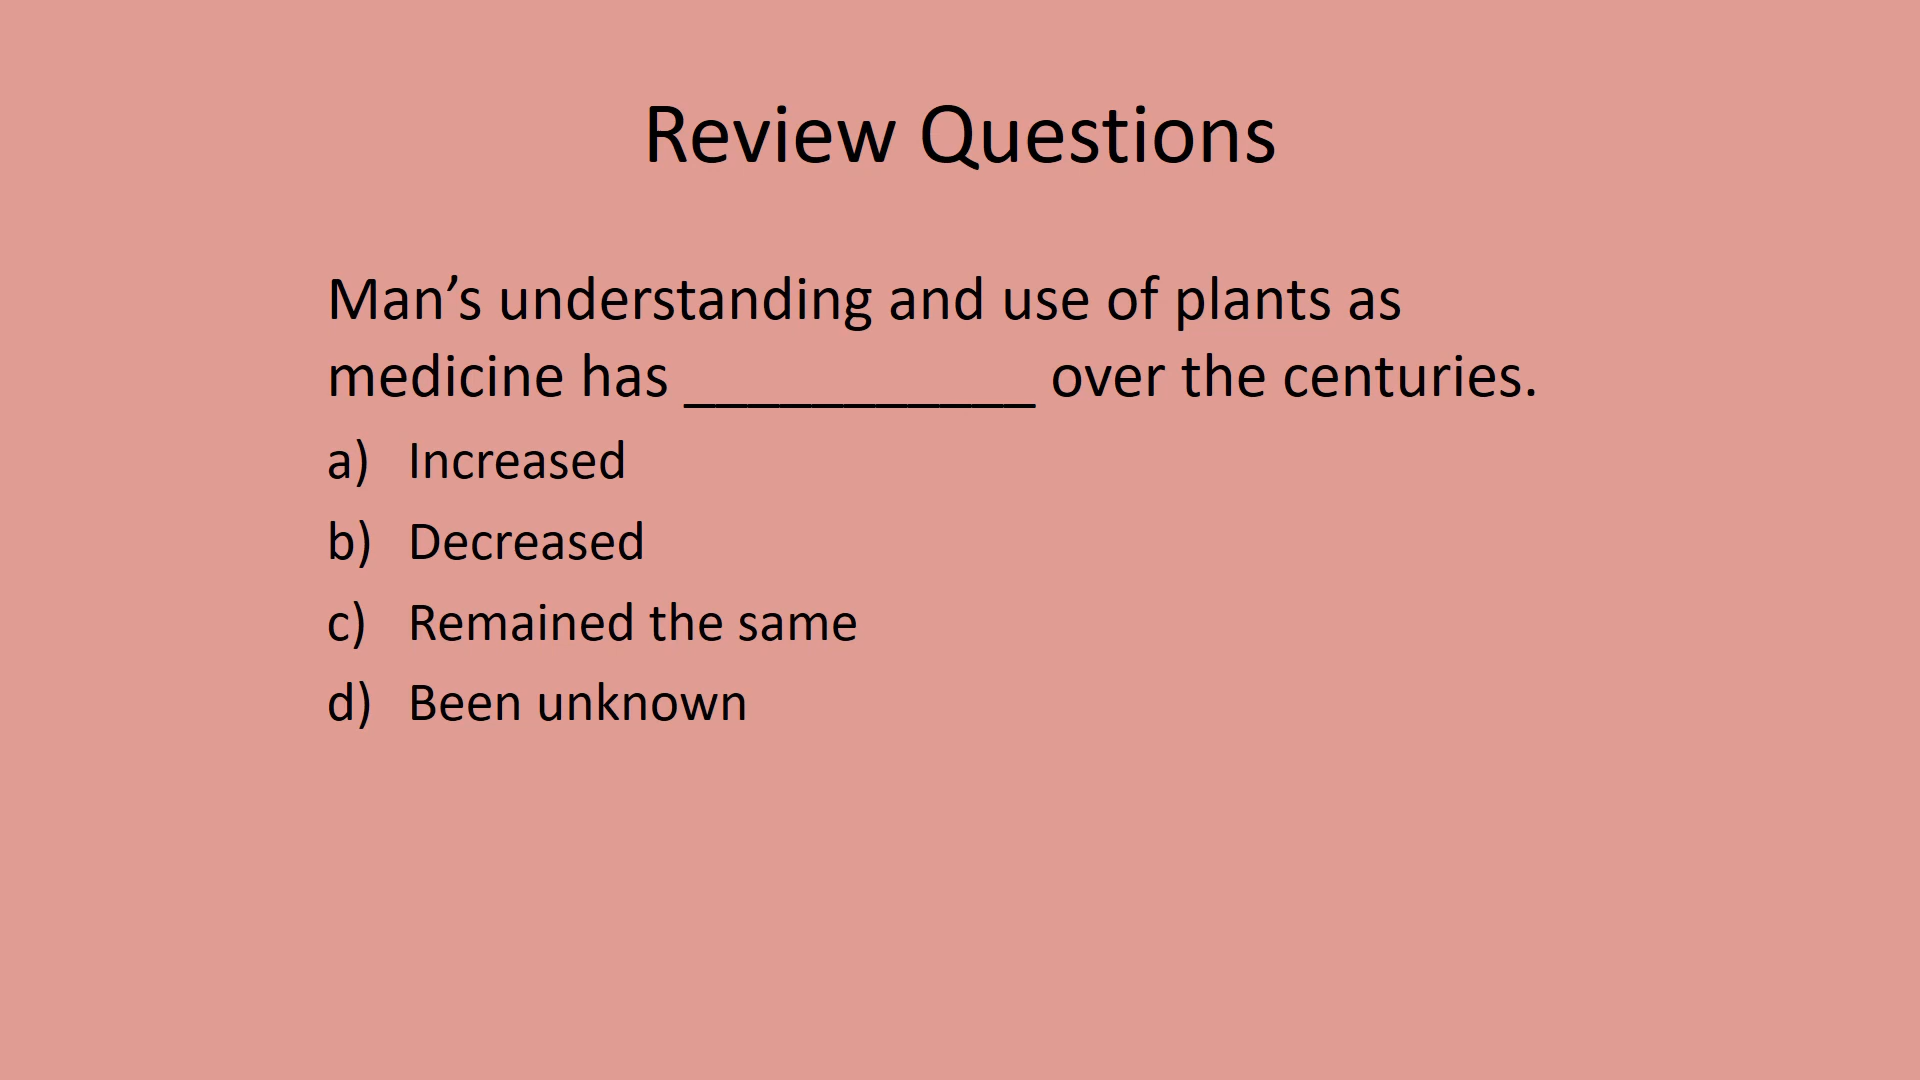 Review Questions
Man’s understanding and use of plants as
medicine has ___________ over the centuries.
a) Increased
b) Decreased
c) Remained the same
d) Been unknown